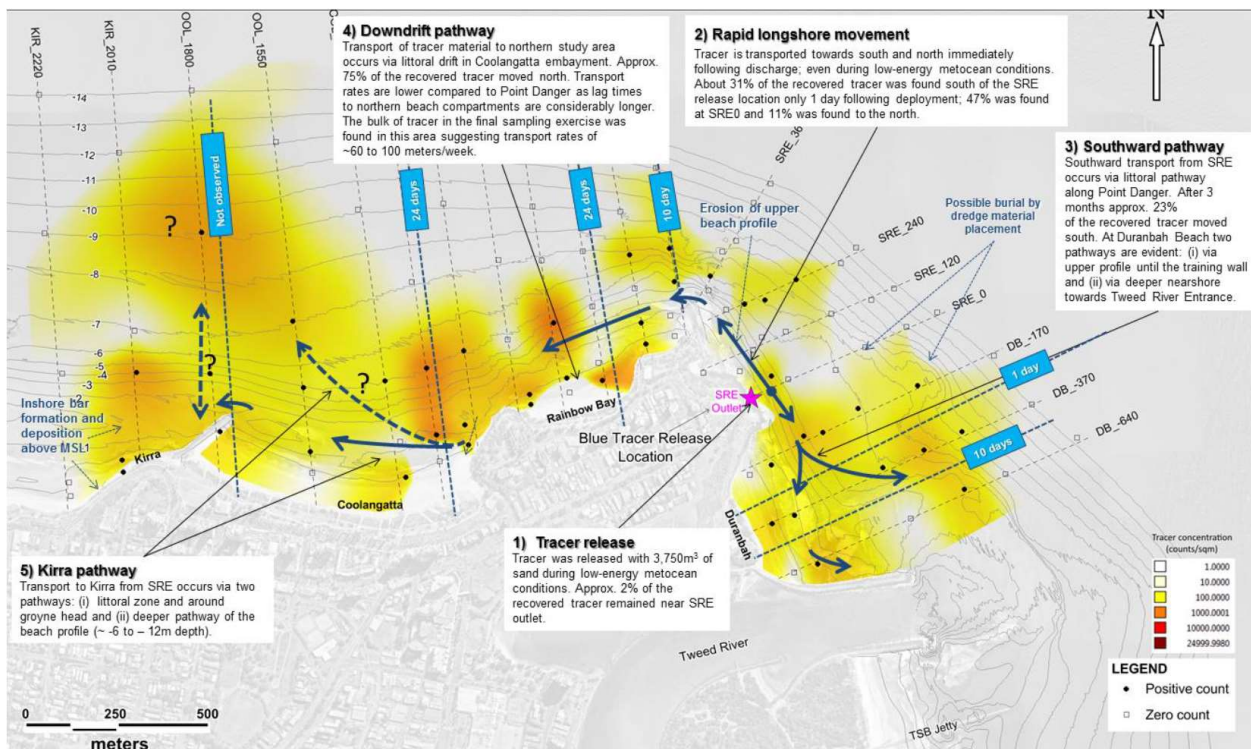 KIR_2220
KIR_2010
OOL_1800
OOL_1550
4) Downdrift pathway
Transport of tracer material to northern study area
occurs via littoral drift in Coolangatta embayment. Approx.
75% of the recovered tracer moved north. Transport
rates are lower compared to Point Danger as lag times
to northern beach compartments are considerably longer.
The bulk of tracer in the final sampling exercise was
found in this area suggesting transport rates of
~60 to 100 meters/week.
2) Rapid longshore movement
Tracer is transported towards south and north immediately
following discharge; even during low-energy metocean
conditions. About 31% of the recovered tracer was found
south of the SRE release location only 1 day following
deployment; 47% was found at SRE0 and 11% was found to the north.
N
3) Southward pathway
Southward transport from SRE
occurs via littoral pathway
along Point Danger. After 3
months approx. 23%
of the recovered tracer moved
south. At Duranbah Beach two
pathways are evident: (i) via
upper profile until the training wall
and (ii) via deeper nearshore
towards Tweed River Entrance.
-14
-13
-12
-11
-10
-9
-8
-7
-6
-5
-4
-3
-2
Not observed
24 days
24 days
10 day
SRE_36
SRE_240
SRE_120
SRE_0
DB_-170
DB_-370
DB_-640
1 day
10 days
Erosion of upper
beach profile
Possible burial by
dredge material
placement
?
?
?
Inshore bar
formation and
deposition
above MSL1
Kirra
Coolangatta
Rainbow Bay
SRE
Outlet
Blue Tracer Release
Location
Duranbah
1) Tracer release
Tracer was released with 3,750m³ of
sand during low-energy metocean
conditions. Approx. 2% of the
recovered tracer remained near SRE
outlet.
5) Kirra pathway
Transport to Kirra from SRE occurs via two
pathways: (i) littoral zone and around
groyne head and (ii) deeper pathway of the
beach profile (~ -6 to – 12m depth).
Tweed River
TSB Jetty
Tracer concentration
(counts/sqm)
1.0000
10.0000
100.0000
1000.0001
10000.0000
24999.9980
LEGEND
Positive count
Zero count
0 250 500
meters